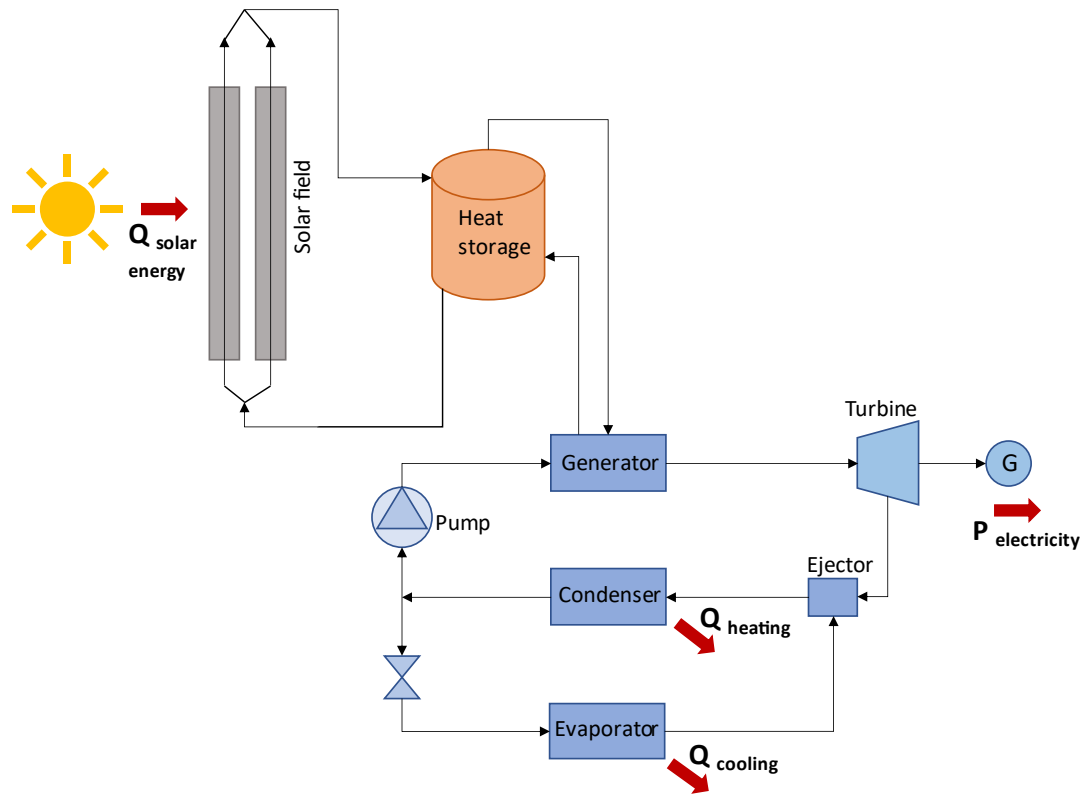 Solar field
Q solar
energy
Heat
storage
Turbine
Generator
G
Pump
P electricity
Ejector
Condenser
Q heating
Evaporator
Q cooling